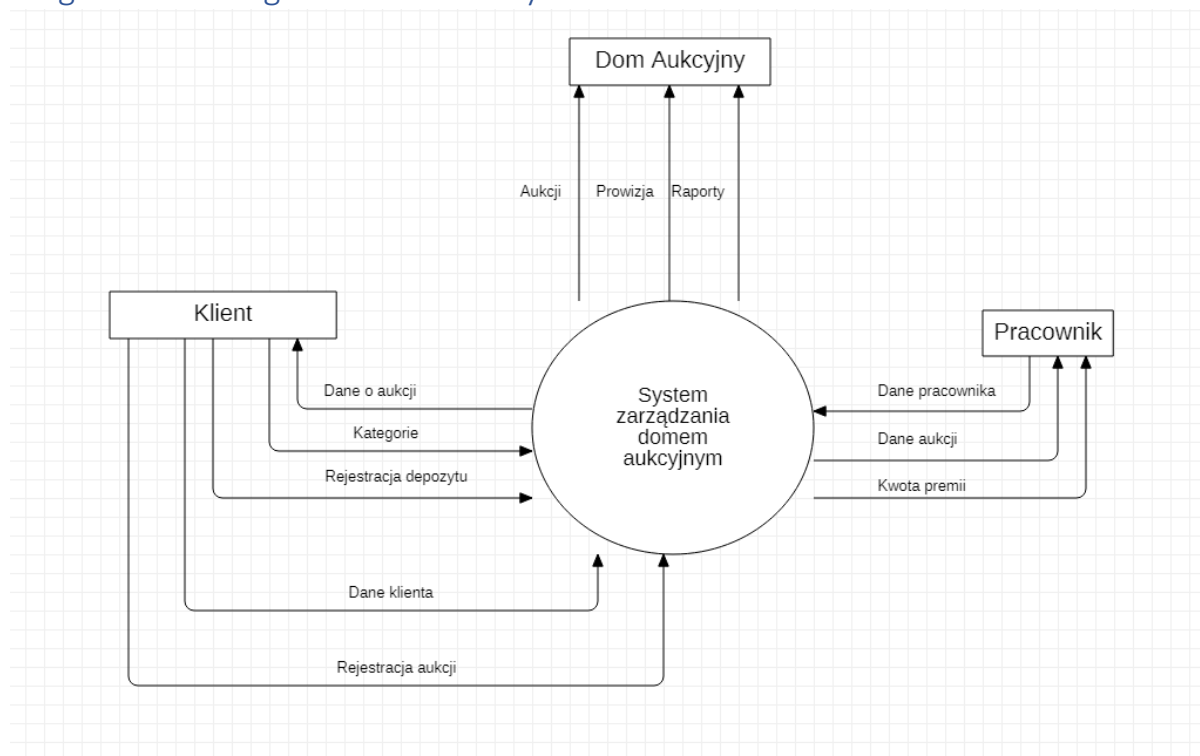 Dom Aukcyjny
Aukcji
Prowizja
Raporty
Klient
Pracownik
System
zarządzania
domem
aukcyjnym
Dane o aukcji
Kategorie
Rejestracja depozytu
Dane klienta
Rejestracja aukcji
Dane pracownika
Dane aukcji
Kwota premii